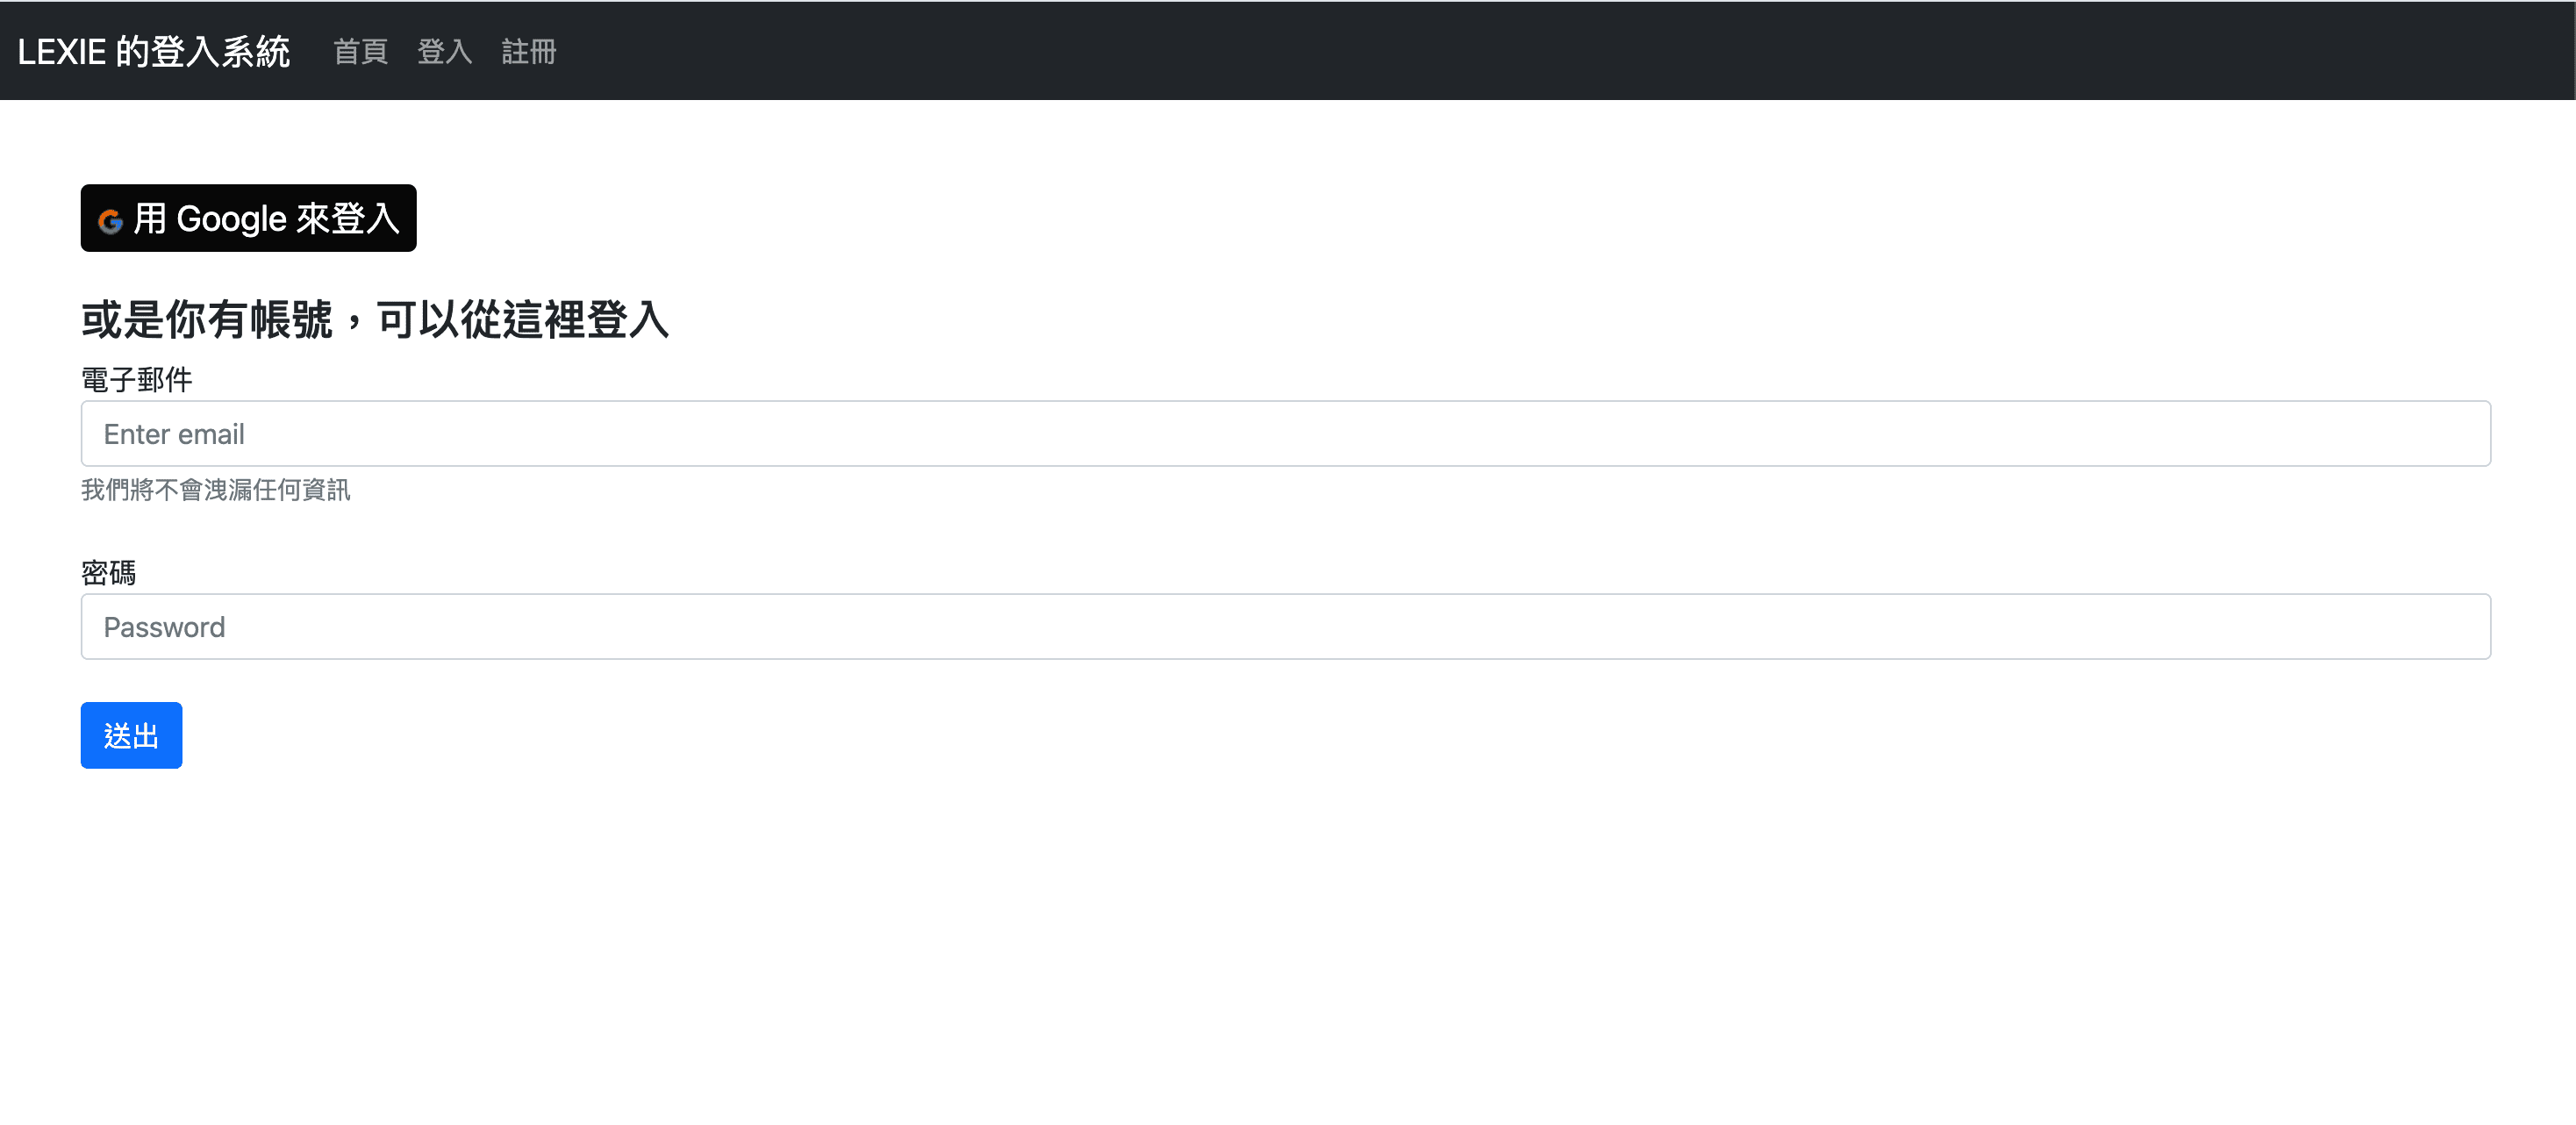 LEXIE 的登入系統 首頁 登入 註冊
用 Google 來登入
或是你有帳號，可以從這裡登入
電子郵件
Enter email
我們將不會洩漏任何資訊
密碼
Password
送出